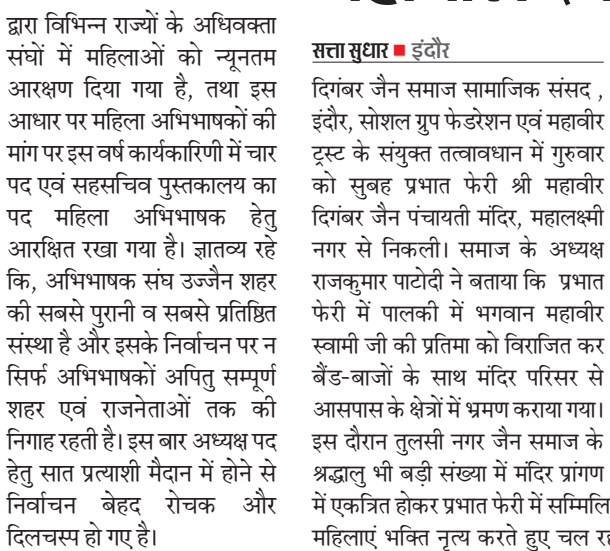 द्वारा विभिन्न राज्यों के अधिवक्ता
संघों में महिलाओं को न्यूनतम
आरक्षण दिया गया है, तथा इस
आधार पर महिला अभिभाषकों की
मांग पर इस वर्ष कार्यकारिणी में चार
पद एवं सहसचिव पुस्तकालय का
पद महिला अभिभाषक हेतु
आरक्षित रखा गया है। ज्ञातव्य रहे
कि, अभिभाषक संघ उज्जैन शहर
की सबसे पुरानी व सबसे प्रतिष्ठित
संस्था है और इसके निर्वाचन पर न
सिर्फ अभिभाषकों अपितु सम्पूर्ण
शहर एवं राजनेताओं तक की
निगाह रहती है। इस बार अध्यक्ष पद
हेतु सात प्रत्याशी मैदान में होने से
निर्वाचन बेहद रोचक और
दिलचस्प हो गए है।
सत्ता सुधार ■ इंदौर
दिगंबर जैन समाज सामाजिक संसद ,
इंदौर, सोशल ग्रुप फेडरेशन एवं महावीर
ट्रस्ट के संयुक्त तत्वावधान में गुरुवार
को सुबह प्रभात फेरी श्री महावीर
दिगंबर जैन पंचायती मंदिर, महालक्ष्मी
नगर से निकली। समाज के अध्यक्ष
राजकुमार पाटोदी ने बताया कि प्रभात
फेरी में पालकी में भगवान महावीर
स्वामी जी की प्रतिमा को विराजित कर
बैंड-बाजों के साथ मंदिर परिसर से
आसपास के क्षेत्रों में भ्रमण कराया गया।
इस दौरान तुलसी नगर जैन समाज के
श्रद्धालु भी बड़ी संख्या में मंदिर प्रांगण
में एकत्रित होकर प्रभात फेरी में
महिलाएं भक्ति नृत्य करते हुए चल